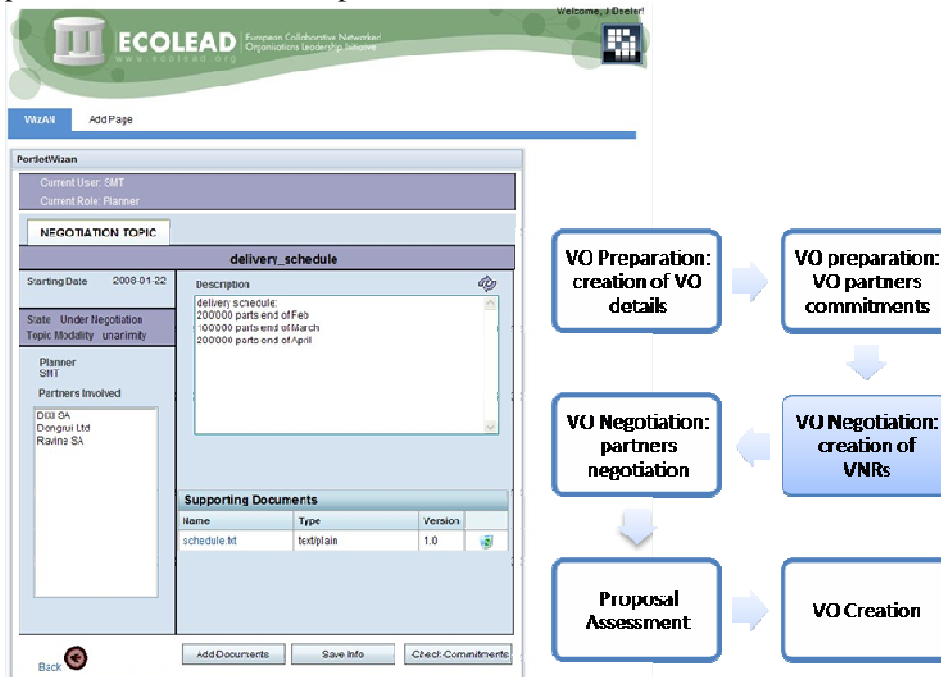 Welcome, J Dseler!
ECOLEAD
European Collaborative Networked
Organisations Leadership Initiative
www.ecolead.org
WizAN
Add Page
PortletWizan
Current User: SMT
Current Role: Planner
NEGOTIATION TOPIC
delivery_schedule
Starting Date 2008-01-22
State Under Negotiation
Topic Modality unanimity
Planner
SMT
Partners Involved
Dongrui Ltd
Ravina SA
Description
delivery schedule:
200000 parts end of Feb
100000 parts end of March
200000 parts end of April
Supporting Documents
Name Type Version
schedule.txt text/plain 1.0
Back
Add Documents
Save Info
Check Commitments
VO Preparation:
creation of VO
details
VO preparation:
VO partners
commitments
VO Negotiation:
partners
negotiation
VO Negotiation:
creation of
VNRs
Proposal
Assessment
VO Creation